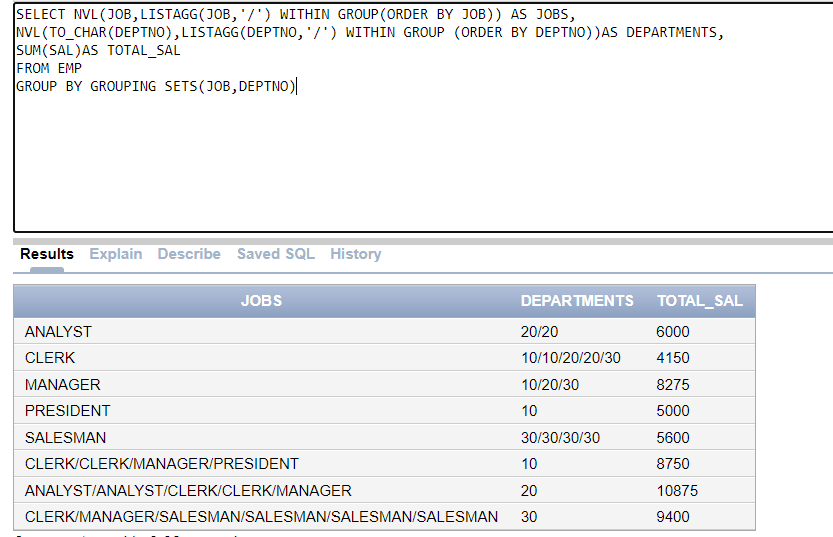 SELECT NVL(JOB,LISTAGG(JOB,'/') WITHIN GROUP(ORDER BY JOB)) AS JOBS,
NVL(TO_CHAR(DEPTNO),LISTAGG(DEPTNO,'/') WITHIN GROUP (ORDER BY DEPTNO))AS DEPARTMENTS,
SUM(SAL)AS TOTAL_SAL
FROM EMP
GROUP BY GROUPING SETS(JOB,DEPTNO)
Results Explain Describe Saved SQL History
JOBS DEPARTMENTS TOTAL_SAL
ANALYST 20/20 6000
CLERK 10/10/20/20/30 4150
MANAGER 10/20/30 8275
PRESIDENT 10 5000
SALESMAN 30/30/30/30 5600
CLERK/CLERK/MANAGER/PRESIDENT 10 8750
ANALYST/ANALYST/CLERK/CLERK/MANAGER 20 10875
CLERK/MANAGER/SALESMAN/SALESMAN/SALESMAN/SALESMAN 30 9400